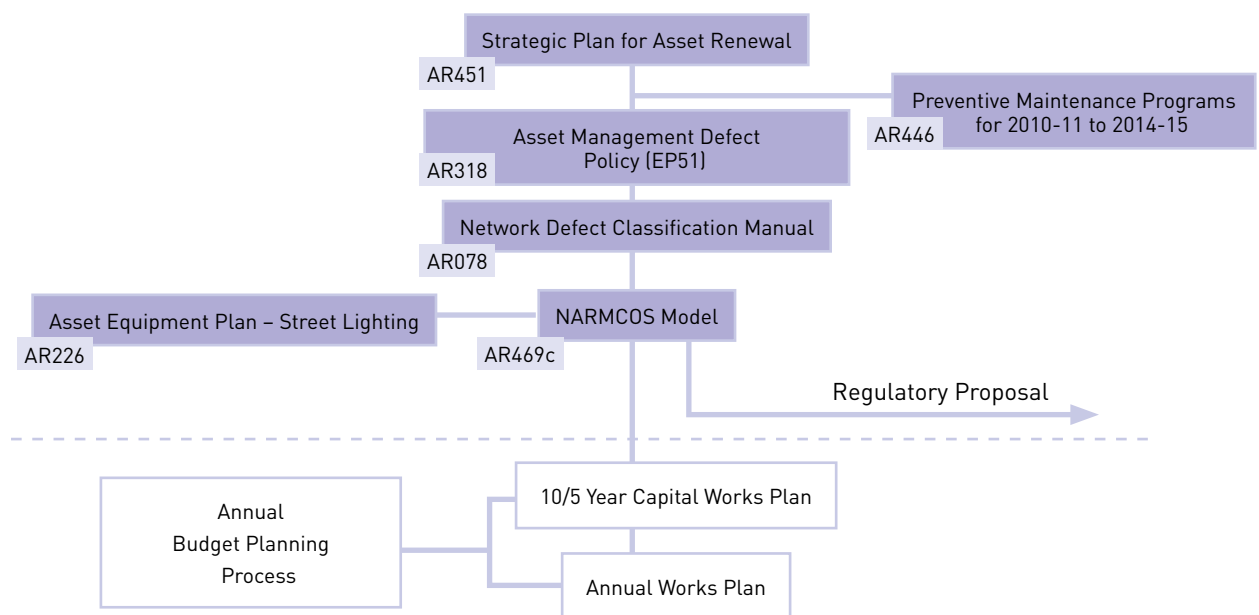 Strategic Plan for Asset Renewal
AR451
Preventive Maintenance Programs
for 2010-11 to 2014-15
AR446
Asset Management Defect
Policy (EP51)
AR318
Network Defect Classification Manual
AR078
Asset Equipment Plan – Street Lighting
AR226
NARMCOS Model
AR469c
Regulatory Proposal
10/5 Year Capital Works Plan
Annual
Budget Planning
Process
Annual Works Plan